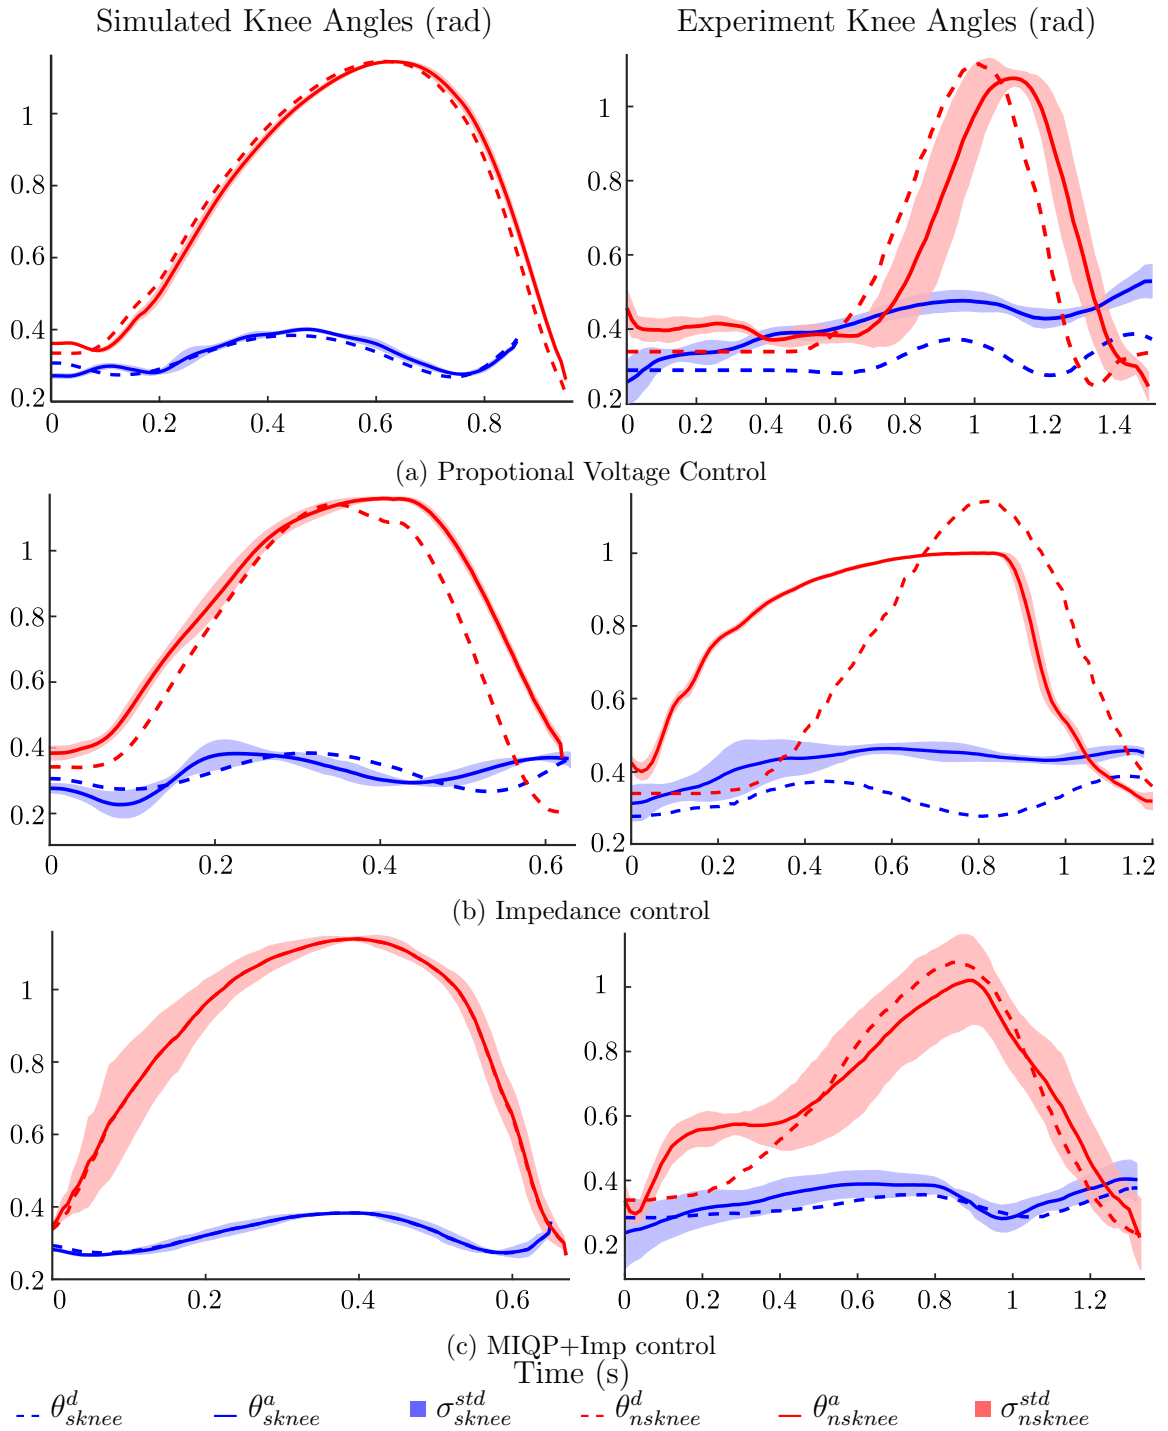 Simulated Knee Angles (rad) Experiment Knee Angles (rad)
1 1
0.8 0.8
0.6 0.6
0.4 0.4
0.2 0.2
0 0.2 0.4 0.6 0.8 0 0.2 0.4 0.6 0.8 1 1.2 1.4
(a) Propotional Voltage Control
1 1
0.8 0.8
0.6 0.6
0.4 0.4
0.2 0.2
0 0.2 0.4 0.6 0 0.2 0.4 0.6 0.8 1 1.2
(b) Impedance control
1 1
0.8 0.8
0.6 0.6
0.4 0.4
0.2 0.2
0 0.2 0.4 0.6 0 0.2 0.4 0.6 0.8 1 1.2
(c) MIQP+Imp control
Time (s)
θ^d_sknee θ^a_sknee σ^std_sknee θ^d_nsknee θ^a_nsknee σ^std_nsknee